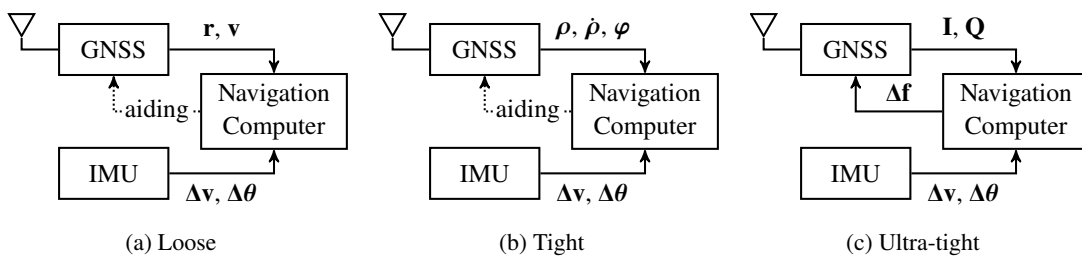 GNSS
r, v
aiding
Navigation
Computer
IMU
Δv, Δθ
(a) Loose
GNSS
ρ, ρ̇, φ
aiding
Navigation
Computer
IMU
Δv, Δθ
(b) Tight
GNSS
I, Q
Δf
Navigation
Computer
IMU
Δv, Δθ
(c) Ultra-tight